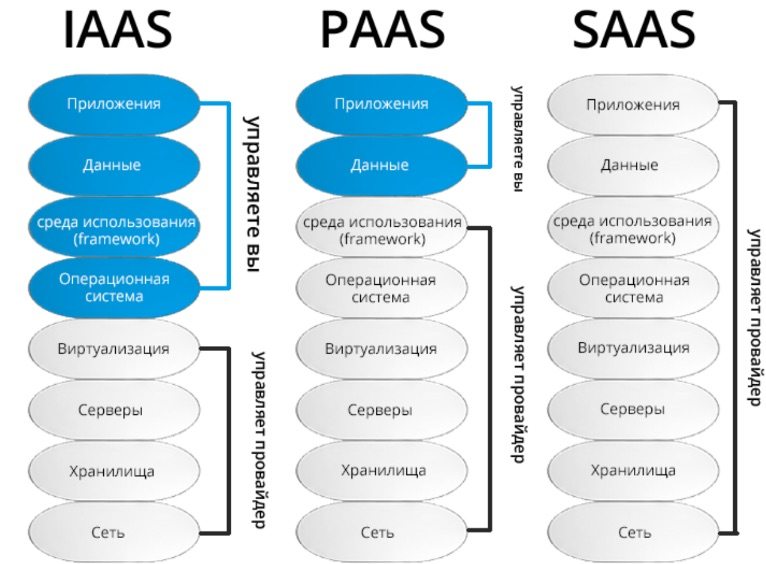 IAAS
Приложения
Данные
среда использования
(framework)
Операционная
система
Виртуализация
Серверы
Хранилища
Сеть
управляете вы
управляет провайдер
PAAS
Приложения
Данные
среда использования
(framework)
Операционная
система
Виртуализация
Серверы
Хранилища
Сеть
управляете вы
управляет провайдер
SAAS
Приложения
Данные
среда использования
(framework)
Операционная
система
Виртуализация
Серверы
Хранилища
Сеть
управляет провайдер